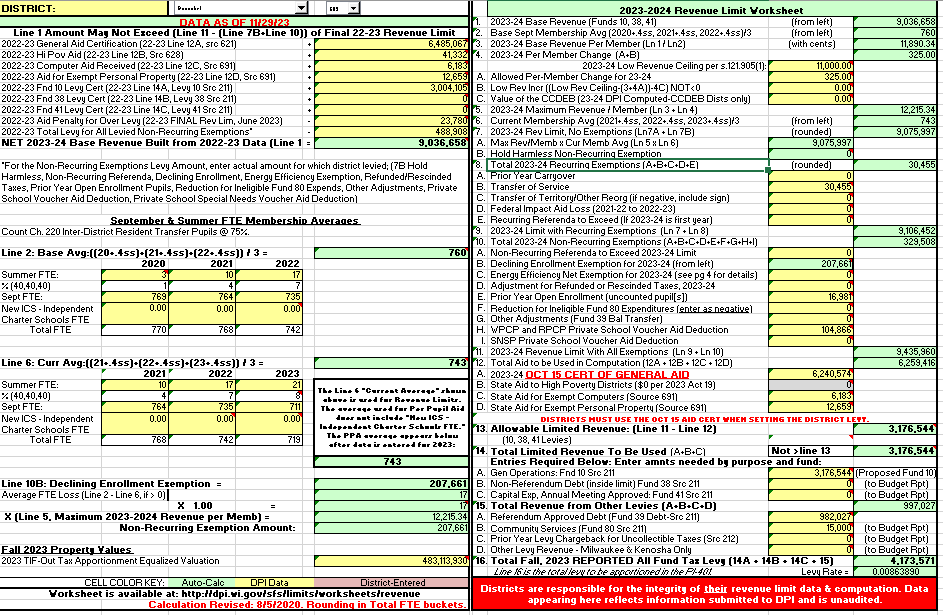 DISTRICT:
DATA AS OF 11/29/23
Line 1 Amount May Not Exceed (Line 11 - (Line 7B+Line 10)) of Final 22-23 Revenue Limit
2022-23 General Aid Certification (22-23 Line 12A, src 621) + 6,485,067
2022-23 Hi Pov Aid (22-23 Line 12B, Src 628) + 41,332
2022-23 Computer Aid Received (22-23 Line 12C, Src 691) + 6,183
2022-23 Aid for Exempt Personal Property (22-23 Line 12D, Src 691) + 12,659
2022-23 Fnd 10 Levy Cert (22-23 Line 14A, Levy 10 Src 211) + 3,004,105
2022-23 Fnd 38 Levy Cert (22-23 Line 14B, Levy 38 Src 211) + 0
2022-23 Fnd 41 Levy Cert (22-23 Line 14C, Levy 41 Src 211) + 0
2022-23 Aid Penalty for Over Levy (22-23 FINAL Rev Lim, June 2023) - 23,780
2022-23 Total Levy for All Levied Non-Recurring Exemptions* - 488,908
NET 2023-24 Base Revenue Built from 2022-23 Data (Line 1 = 9,036,658
*For the Non-Recurring Exemptions Levy Amount, enter actual amount for which district levied; (7B Hold
Harmless, Non-Recurring Referenda, Declining Enrollment, Energy Efficiency Exemption, Refunded/Rescinded
Taxes, Prior Year Open Enrollment Pupils, Reduction for Ineligible Fund 80 Expends, Other Adjustments, Private
School Voucher Aid Deduction, Private School Special Needs Voucher Aid Deduction)
September & Summer FTE Membership Averages
Count Ch. 220 Inter-District Resident Transfer Pupils @ 75%.
Line 2: Base Avg:((20+.4ss)+(21+.4ss)+(22+.4ss)) / 3 = 760
2020 2021 2022
Summer FTE: 3 10 17
% (40,40,40) 1 4 7
Sept FTE: 769 764 735
New ICS - Independent 0.00 0.00 0.00
Charter Schools FTE
Total FTE 770 768 742
Line 6: Curr Avg:((21+.4ss)+(22+.4ss)+(23+.4ss)) / 3 = 743
2021 2022 2023
Summer FTE: 10 17 21
% (40,40,40) 4 7 8
Sept FTE: 764 735 711
New ICS - Independent 0.00 0.00 0.00
Charter Schools FTE
Total FTE 768 742 719
The Line 6 "Current Average" shown
above is used for Revenue Limits.
The average used for Per Pupil Aid
does not include "New ICS -
Independent Charter Schools FTE."
The PPA average appears below
after data is entered for 2023:
743
Line 10B: Declining Enrollment Exemption = 207,661
Average FTE Loss (Line 2 - Line 6, if > 0) 17
X 1.00 = 17
X (Line 5, Maximum 2023-2024 Revenue per Memb) = 12,215.34
Non-Recurring Exemption Amount: 207,661
Fall 2023 Property Values
2023 TIF-Out Tax Apportionment Equalized Valuation 483,113,930
CELL COLOR KEY: Auto-Calc DPI Data District-Entered
Worksheet is available at: http://dpi.wi.gov/sfs/limits/worksheets/revenue
Calculation Revised: 8/5/2020. Rounding in Total FTE buckets.
2023-2024 Revenue Limit Worksheet
1. 2023-24 Base Revenue (Funds 10, 38, 41) (from left) 9,036,658
2. Base Sept Membership Avg (2020+.4ss, 2021+.4ss, 2022+.4ss)/3 (from left) 760
3. 2023-24 Base Revenue Per Member (Ln 1 / Ln2) (with cents) 11,890.34
4. 2023-24 Per Member Change (A+B) 325.00
2023-24 Low Revenue Ceiling per s.121.905(1): 11,000.00
A. Allowed Per-Member Change for 23-24 325.00
B. Low Rev Incr ((Low Rev Ceiling-(3+4A))-4C) NOT<0 0.00
C. Value of the CCDEB (23-24 DPI Computed-CCDEB Dists only) 0.00
5. 2023-24 Maximum Revenue / Member (Ln 3 + Ln 4) 12,215.34
6. Current Membership Avg (2021+.4ss, 2022+.4ss, 2023+.4ss)/3 (from left) 743
7. 2023-24 Rev Limit, No Exemptions (Ln7A + Ln 7B) (rounded) 9,075,997
A. Max Rev/Memb x Cur Memb Avg (Ln 5 x Ln 6) 9,075,997
B. Hold Harmless Non-Recurring Exemption 0
8. Total 2023-24 Recurring Exemptions (A+B+C+D+E) (rounded) 30,455
A. Prior Year Carryover 0
B. Transfer of Service 30,455
C. Transfer of Territory/Other Reorg (if negative, include sign) 0
D. Federal Impact Aid Loss (2021-22 to 2022-23) 0
E. Recurring Referenda to Exceed (If 2023-24 is first year) 0
9. 2023-24 Limit with Recurring Exemptions (Ln 7 + Ln 8) 9,106,452
10. Total 2023-24 Non-Recurring Exemptions (A+B+C+D+E+F+G+H+I) 329,508
A. Non-Recurring Referenda to Exceed 2023-24 Limit 0
B. Declining Enrollment Exemption for 2023-24 (from left) 207,661
C. Energy Efficiency Net Exemption for 2023-24 (see pg 4 for details) 0
D. Adjustment for Refunded or Rescinded Taxes, 2023-24 0
E. Prior Year Open Enrollment (uncounted pupil[s]) 16,981
F. Reduction for Ineligible Fund 80 Expenditures (enter as negative) 0
G. Other Adjustments (Fund 39 Bal Transfer) 0
H. WPCP and RPCP Private School Voucher Aid Deduction 104,866
I. SNSP Private School Voucher Aid Deduction 0
11. 2023-24 Revenue Limit With All Exemptions (Ln 9 + Ln 10) 9,435,960
12. Total Aid to be Used in Computation (12A + 12B + 12C + 12D) 6,259,416
A. 2023-24 OCT 15 CERT OF GENERAL AID 6,240,574
B. State Aid to High Poverty Districts ($0 per 2023 Act 19) 0
C. State Aid for Exempt Computers (Source 691) 6,183
D. State Aid for Exempt Personal Property (Source 691) 12,659
DISTRICTS MUST USE THE OCT 15 AID CERT WHEN SETTING THE DISTRICT LEVY.
13. Allowable Limited Revenue: (Line 11 - Line 12) 3,176,544
(10, 38, 41 Levies)
14. Total Limited Revenue To Be Used (A+B+C) Not >line 13 3,176,544
Entries Required Below: Enter amnts needed by purpose and fund:
A. Gen Operations: Fnd 10 Src 211 3,176,544 (Proposed Fund 10)
B. Non-Referendum Debt (inside limit) Fund 38 Src 211 0 (to Budget Rpt)
C. Capital Exp, Annual Meeting Approved: Fund 41 Src 211 0 (to Budget Rpt)
15. Total Revenue from Other Levies (A+B+C+D) 997,027
A. Referendum Approved Debt (Fund 39 Debt-Src 211) 982,027
B. Community Services (Fund 80 Src 211) 15,000 (to Budget Rpt)
C. Prior Year Levy Chargeback for Uncollectible Taxes (Src 212) 0 (to Budget Rpt)
D. Other Levy Revenue - Milwaukee & Kenosha Only 0 (to Budget Rpt)
16. Total Fall, 2023 REPORTED All Fund Tax Levy (14A + 14B + 14C + 15) 4,173,571
Line 16 is the total levy to be apportioned in the PI-401. Levy Rate = 0.00863890
Districts are responsible for the integrity of their revenue limit data & computation. Data
appearing here reflects information submitted to DPI and is unaudited.